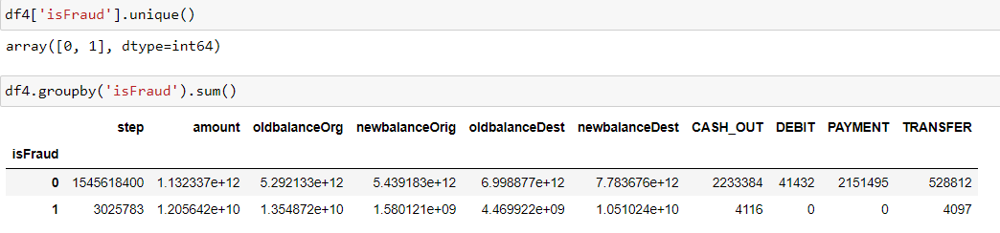 df4['isFraud'].unique()
array([0, 1], dtype=int64)
df4.groupby('isFraud').sum()
step amount oldbalanceOrg newbalanceOrig oldbalanceDest newbalanceDest CASH_OUT DEBIT PAYMENT TRANSFER
isFraud
0 1545618400 1.132337e+12 5.292133e+12 5.439183e+12 6.998877e+12 7.783676e+12 2233384 41432 2151495 528812
1 3025783 1.205642e+10 1.354872e+10 1.580121e+09 4.469922e+09 1.051024e+10 4116 0 0 4097